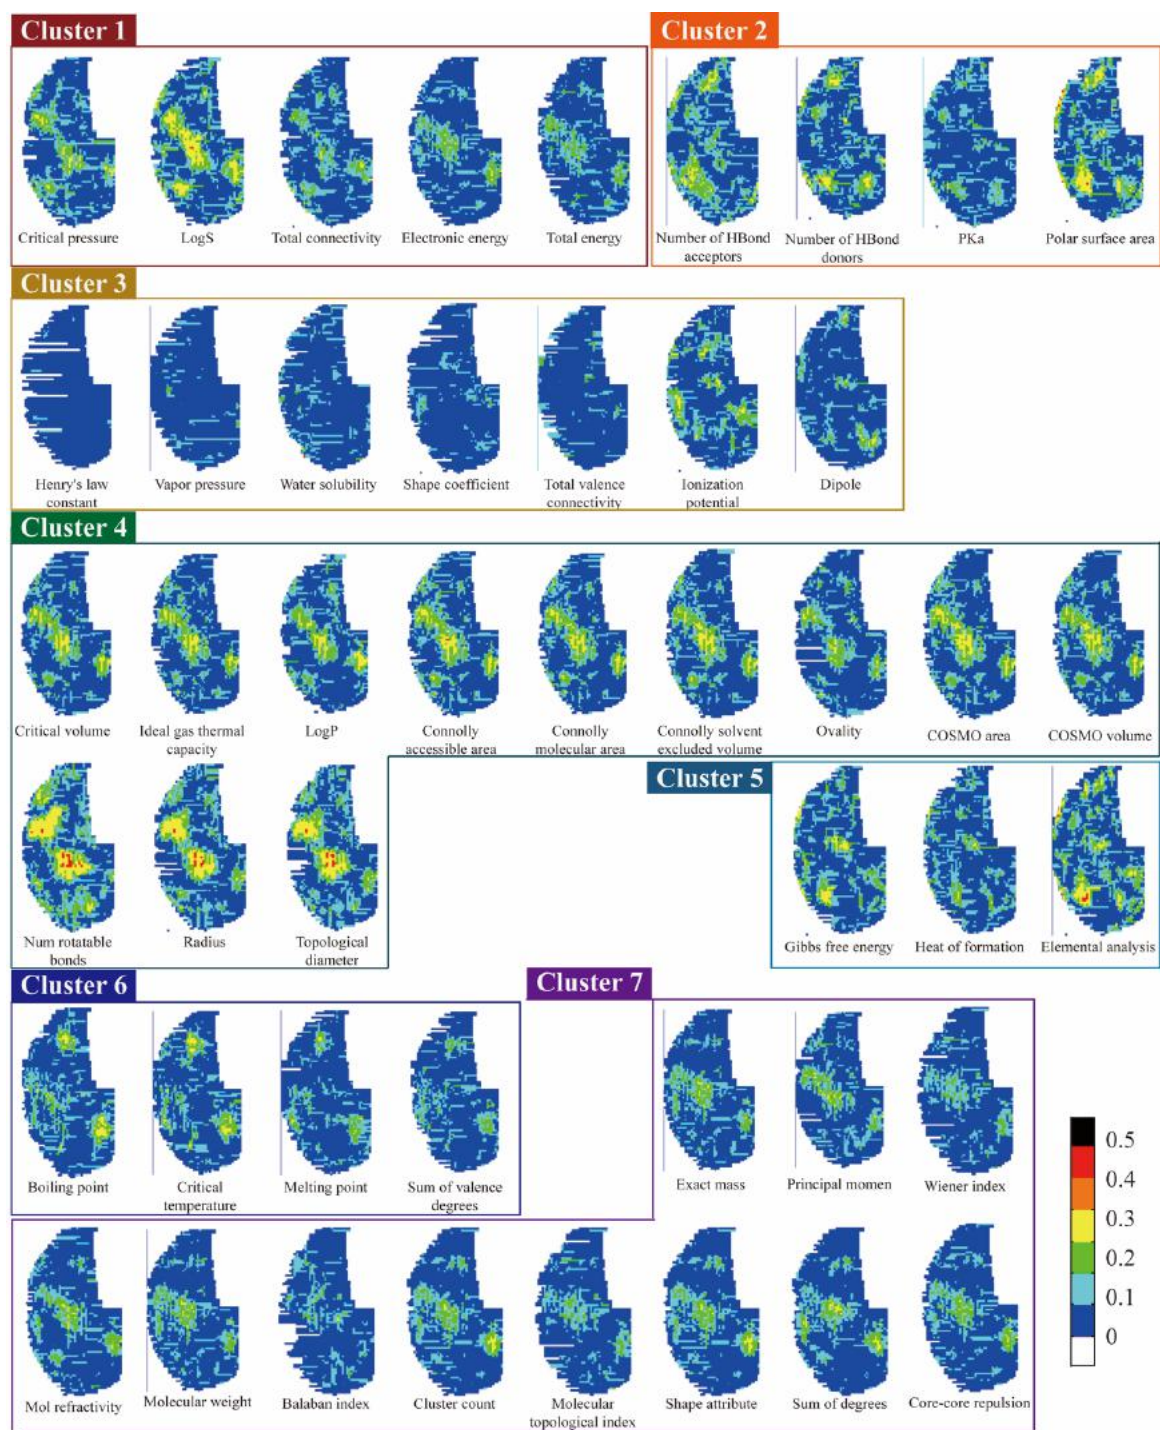 Cluster 1
Cluster 2
Critical pressure
LogS
Total connectivity
Electronic energy
Total energy
Number of HBond
acceptors
Number of HBond
donors
PKa
Polar surface area
Cluster 3
Henry's law
constant
Vapor pressure
Water solubility
Shape coefficient
Total valence
connectivity
Ionization
potential
Dipole
Cluster 4
Critical volume
Ideal gas thermal
capacity
LogP
Connolly
accessible area
Connolly
molecular area
Connolly solvent
excluded volume
Ovality
COSMO area
COSMO volume
Num rotatable
bonds
Radius
Topological
diameter
Cluster 5
Gibbs free energy
Heat of formation
Elemental analysis
Cluster 6
Cluster 7
Boiling point
Critical
temperature
Melting point
Sum of valence
degrees
Exact mass
Principal momen
Wiener index
Mol refractivity
Molecular weight
Balaban index
Cluster count
Molecular
topological index
Shape attribute
Sum of degrees
Core-core repulsion
0.5
0.4
0.3
0.2
0.1
0